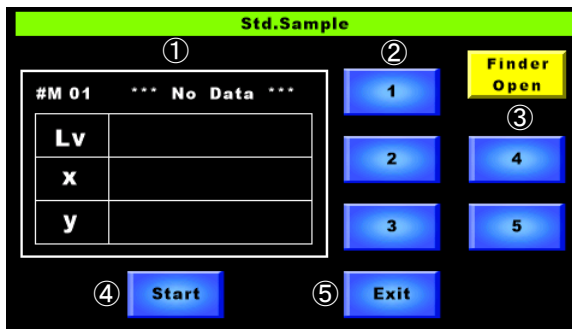 Std.Sample
①
②
Finder
Open
#M 01 *** No Data ***
1
③
Lv
2
4
x
y
3
5
④
Start
⑤
Exit